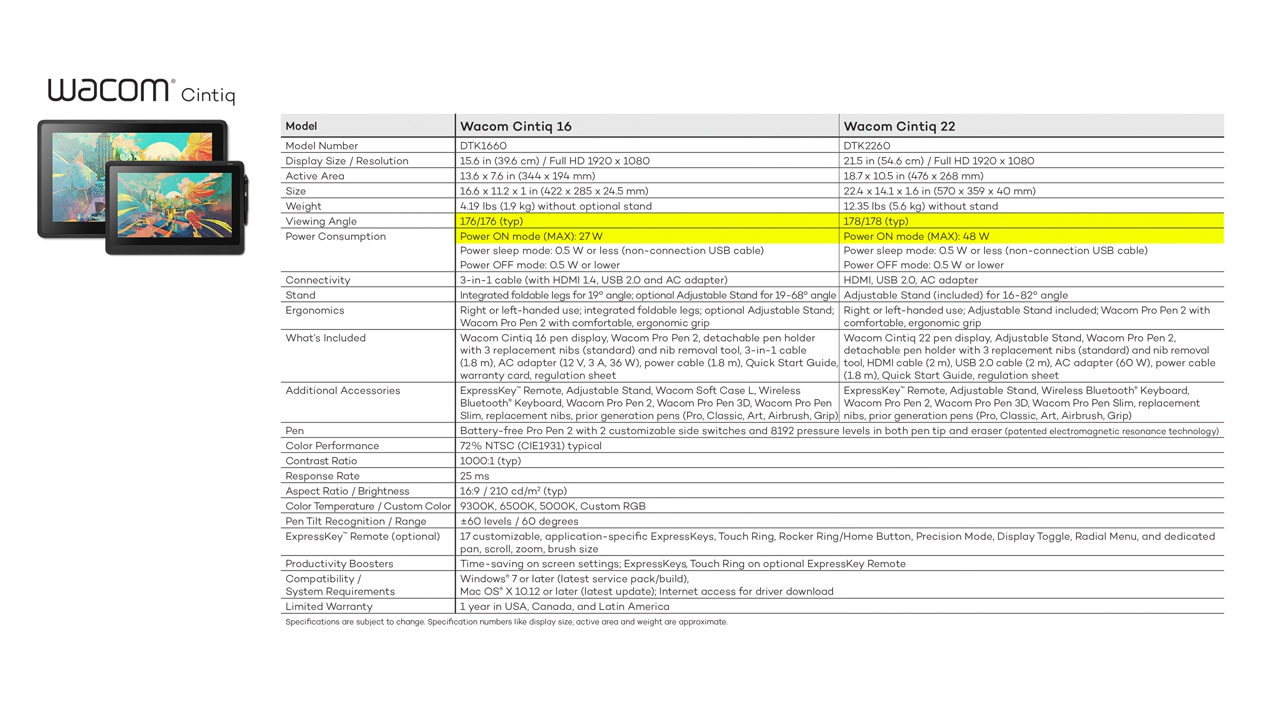 wacom® Cintiq
Model Wacom Cintiq 16 Wacom Cintiq 22
Model Number DTK1660 DTK2260
Display Size / Resolution 15.6 in (39.6 cm) / Full HD 1920 x 1080 21.5 in (54.6 cm) / Full HD 1920 x 1080
Active Area 13.6 x 7.6 in (344 x 194 mm) 18.7 x 10.5 in (476 x 268 mm)
Size 16.6 x 11.2 x 1 in (422 x 285 x 24.5 mm) 22.4 x 14.1 x 1.6 in (570 x 359 x 40 mm)
Weight 4.19 lbs (1.9 kg) without optional stand 12.35 lbs (5.6 kg) without stand
Viewing Angle 176/176 (typ) 178/178 (typ)
Power Consumption Power ON mode (MAX): 27 W Power ON mode (MAX): 48 W
Power sleep mode: 0.5 W or less (non-connection USB cable) Power sleep mode: 0.5 W or less (non-connection USB cable)
Power OFF mode: 0.5 W or lower Power OFF mode: 0.5 W or lower
Connectivity 3-in-1 cable (with HDMI 1.4, USB 2.0 and AC adapter) HDMI, USB 2.0, AC adapter
Stand Integrated foldable legs for 19° angle; optional Adjustable Stand for 19-68° angle Adjustable Stand (included) for 16-82° angle
Ergonomics Right or left-handed use; integrated foldable legs; optional Adjustable Stand; Right or left-handed use; Adjustable Stand included; Wacom Pro Pen 2 with
Wacom Pro Pen 2 with comfortable, ergonomic grip comfortable, ergonomic grip
What's Included Wacom Cintiq 16 pen display, Wacom Pro Pen 2, detachable pen holder Wacom Cintiq 22 pen display, Adjustable Stand, Wacom Pro Pen 2,
with 3 replacement nibs (standard) and nib removal tool, 3-in-1 cable detachable pen holder with 3 replacement nibs (standard) and nib removal
(1.8 m), AC adapter (12 V, 3 A, 36 W), power cable (1.8 m), Quick Start Guide, tool, HDMI cable (2 m), USB 2.0 cable (2 m), AC adapter (60 W), power cable
warranty card, regulation sheet (1.8 m), Quick Start Guide, regulation sheet
Additional Accessories ExpressKey™ Remote, Adjustable Stand, Wacom Soft Case L, Wireless ExpressKey™ Remote, Adjustable Stand, Wireless Bluetooth® Keyboard,
Bluetooth® Keyboard, Wacom Pro Pen 2, Wacom Pro Pen 3D, Wacom Pro Pen Wacom Pro Pen 2, Wacom Pro Pen 3D, Wacom Pro Pen Slim, replacement
Slim, replacement nibs, prior generation pens (Pro, Classic, Art, Airbrush, Grip) nibs, prior generation pens (Pro, Classic, Art, Airbrush, Grip)
Pen Battery-free Pro Pen 2 with 2 customizable side switches and 8192 pressure levels in both pen tip and eraser (patented electromagnetic resonance technology)
Color Performance 72% NTSC (CIE1931) typical
Contrast Ratio 1000:1 (typ)
Response Rate 25 ms
Aspect Ratio / Brightness 16:9 / 210 cd/m² (typ)
Color Temperature / Custom Color 9300K, 6500K, 5000K, Custom RGB
Pen Tilt Recognition / Range ±60 levels / 60 degrees
ExpressKey™ Remote (optional) 17 customizable, application-specific ExpressKeys, Touch Ring, Rocker Ring/Home Button, Precision Mode, Display Toggle, Radial Menu, and dedicated
pan, scroll, zoom, brush size
Productivity Boosters Time-saving on screen settings; ExpressKeys, Touch Ring on optional ExpressKey Remote
Compatibility / Windows® 7 or later (latest service pack/build),
System Requirements Mac OS® X 10.12 or later (latest update); Internet access for driver download
Limited Warranty 1 year in USA, Canada, and Latin America
Specifications are subject to change. Specification numbers like display size, active area and weight are approximate.